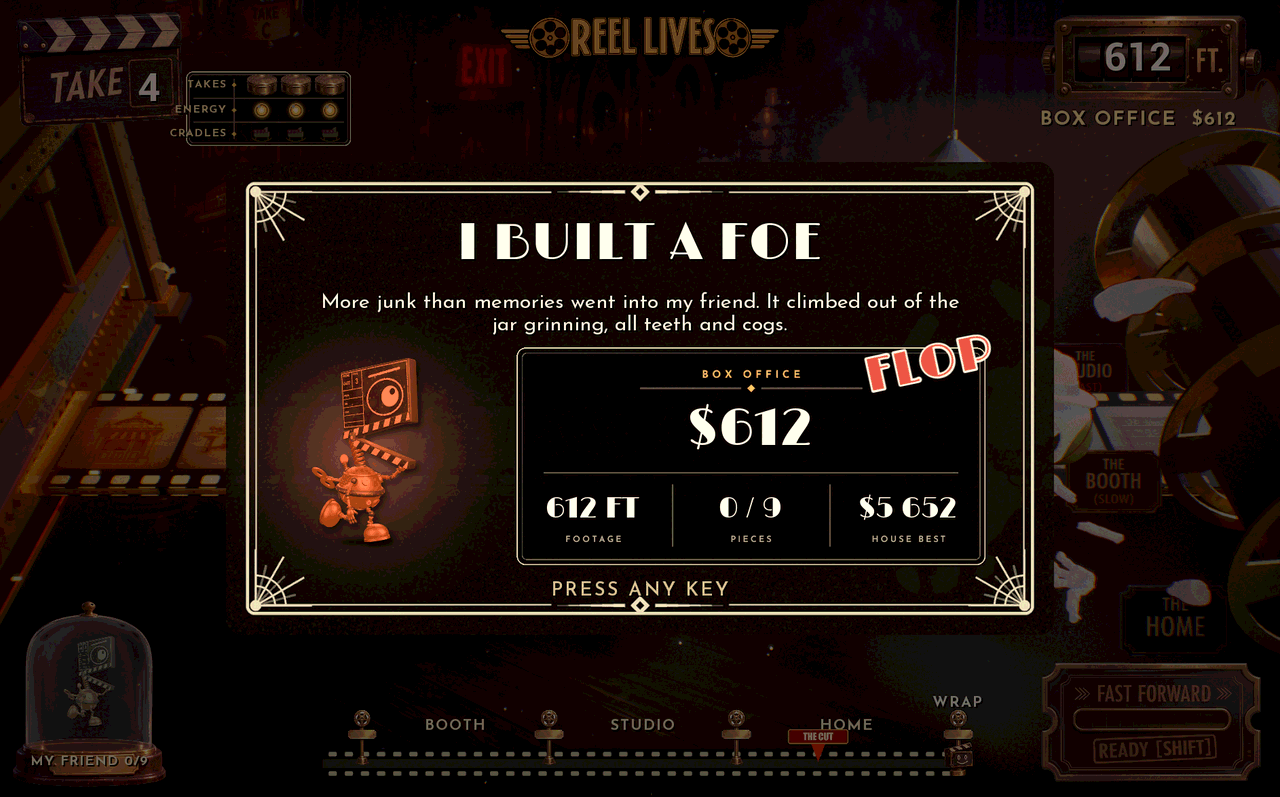 REEL LIVES
TAKE 4
TAKES
ENERGY
CRADLES
EXIT
612 FT.
BOX OFFICE $612
I BUILT A FOE
More junk than memories went into my friend. It climbed out of the
jar grinning, all teeth and cogs.
FLOP
BOX OFFICE
$612
612 FT
0 / 9
$5 652
FOOTAGE
PIECES
HOUSE BEST
PRESS ANY KEY
THE
THE
BOOTH
(SLOW)
THE
HOME
MY FRIEND 0/9
BOOTH
STUDIO
HOME
WRAP
THE CUT
FAST FORWARD
READY [SHIFT]